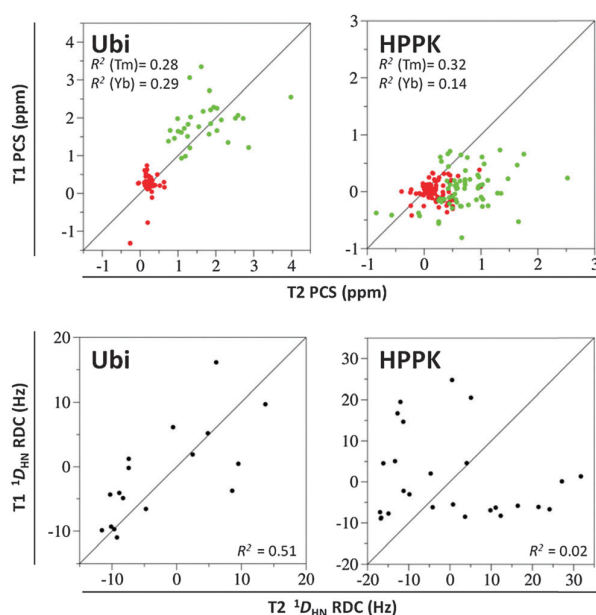 Ubi
R² (Tm)= 0.28
R² (Yb)= 0.29
HPPK
R² (Tm)= 0.32
R² (Yb)= 0.14
T1 PCS (ppm)
4
3
2
1
0
-1
-1 0 1 2 3 4
3
2
1
0
-1
-1 0 1 2 3
T2 PCS (ppm)
Ubi
R² = 0.51
HPPK
R² = 0.02
T1 ¹D_HN RDC (Hz)
20
10
0
-10
-10 0 10 20
30
20
10
0
-10
-20
-20 -10 0 10 20 30
T2 ¹D_HN RDC (Hz)